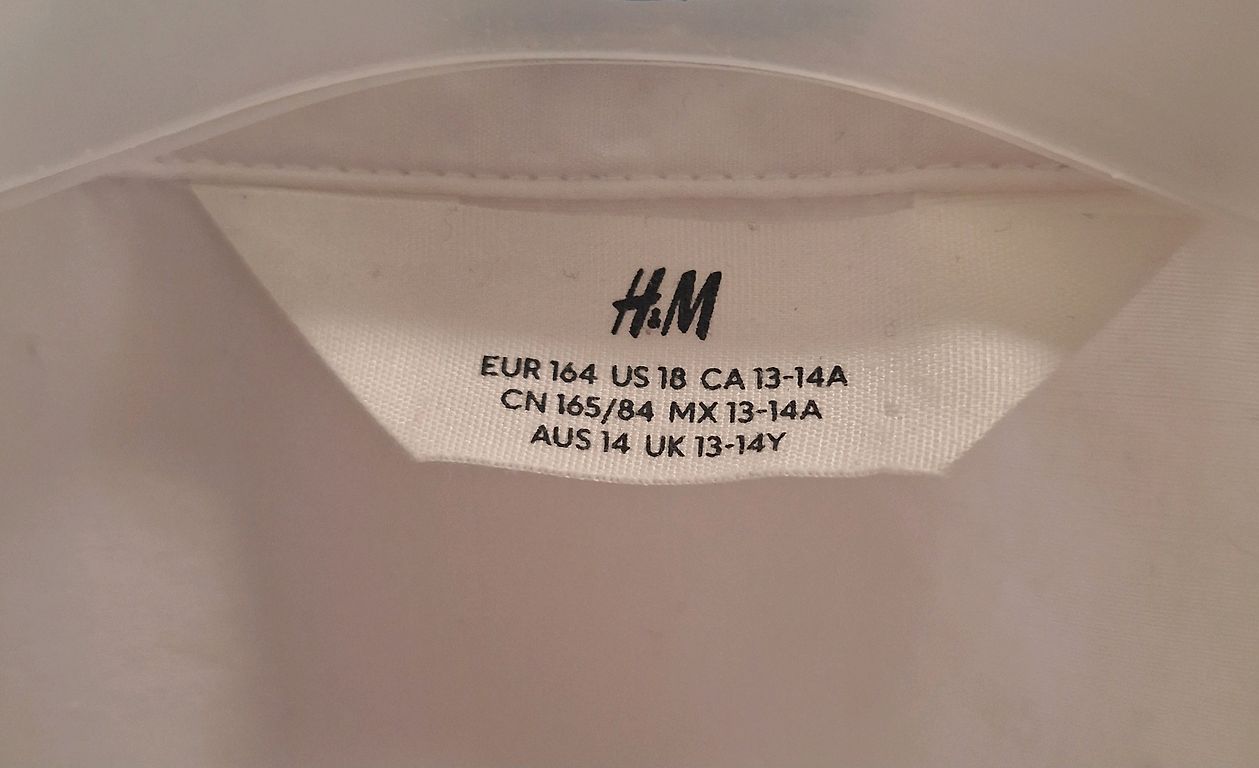 H&M
EUR 164 US 18 CA 13-14A
CN 165/84 MX 13-14A
AUS 14 UK 13-14Y